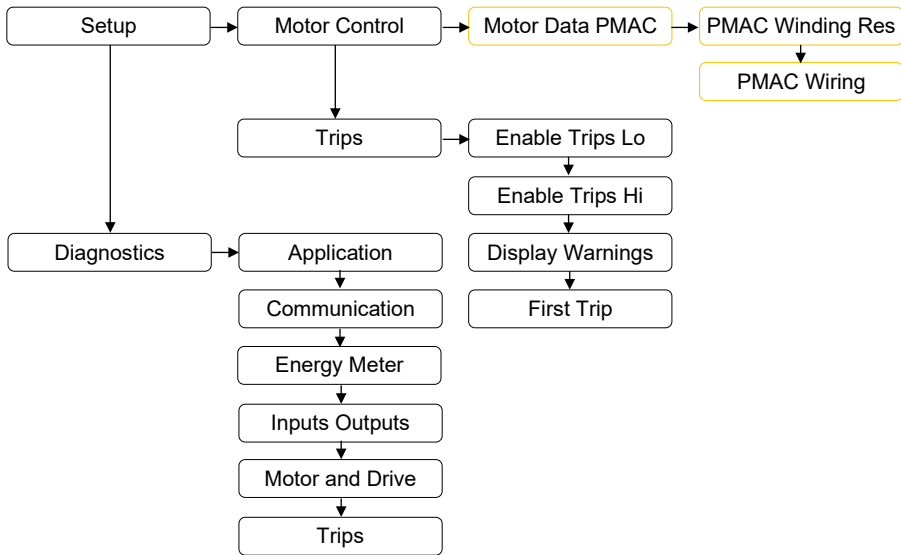 Setup
Motor Control
Motor Data PMAC
PMAC Winding Res
PMAC Wiring
Trips
Enable Trips Lo
Enable Trips Hi
Diagnostics
Application
Display Warnings
Communication
First Trip
Energy Meter
Inputs Outputs
Motor and Drive
Trips